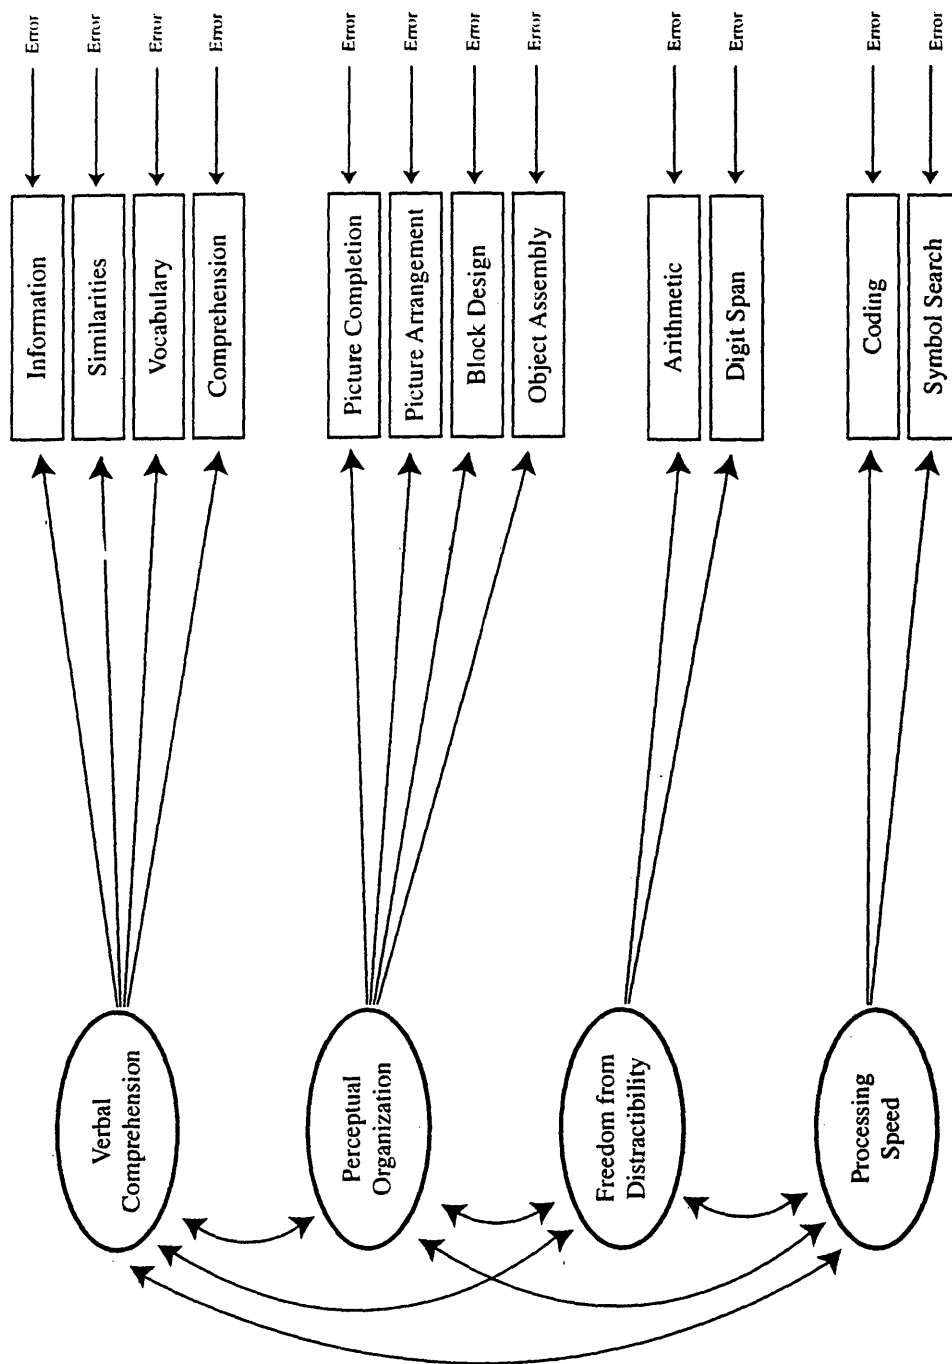 Verbal
Comprehension
Perceptual
Organization
Freedom from
Distractibility
Processing
Speed
Information
Similarities
Vocabulary
Comprehension
Picture Completion
Picture Arrangement
Block Design
Object Assembly
Arithmetic
Digit Span
Coding
Symbol Search
Error
Error
Error
Error
Error
Error
Error
Error
Error
Error
Error
Error